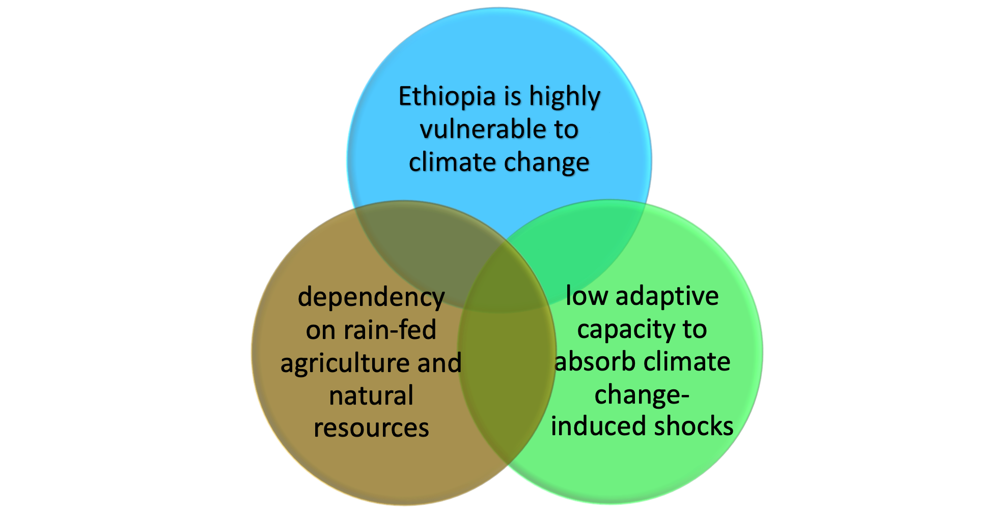 Ethiopia is highly
vulnerable to
climate change
dependency
on rain-fed
agriculture and
natural
resources
low adaptive
capacity to
absorb climate
change-
induced shocks